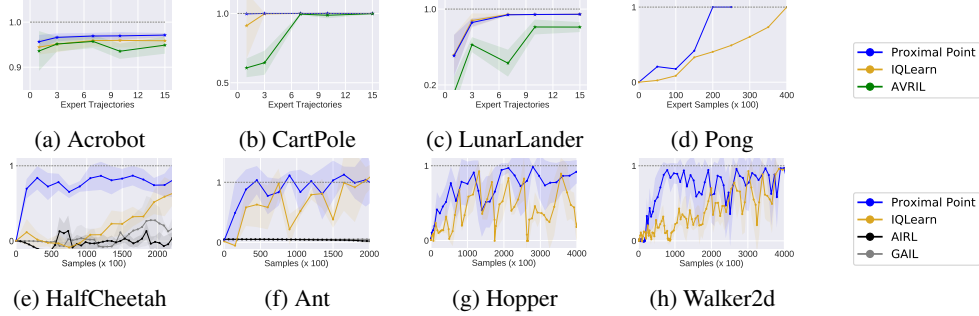 1.0
0.9
0 3 7 10 15
Expert Trajectories
1.0
0.5
0 3 7 10 15
Expert Trajectories
1.0
0.2
0 3 7 10 15
Expert Trajectories
1
0
0 100 200 300 400
Expert Samples (x 100)
Proximal Point
IQLearn
AVRIL
(a) Acrobot
(b) CartPole
(c) LunarLander
(d) Pong
1
0
0 500 1000 1500 2000
Samples (x 100)
1
0
0 500 1000 1500 2000
Samples (x 100)
1
0
0 1000 2000 3000 4000
Samples (x 100)
1
0
0 1000 2000 3000 4000
Samples (x 100)
Proximal Point
IQLearn
AIRL
GAIL
(e) HalfCheetah
(f) Ant
(g) Hopper
(h) Walker2d